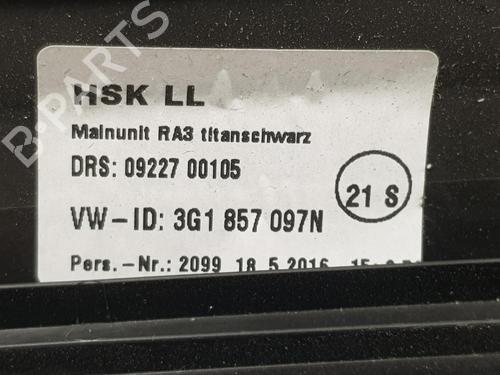 B-PARTS
HSK LL
Mainunit RA3 titanschwarz
DRS: 09227 00105
21 S
VW-ID: 3G1 857 097N
Pers.-Nr.: 2099 18.5.2016